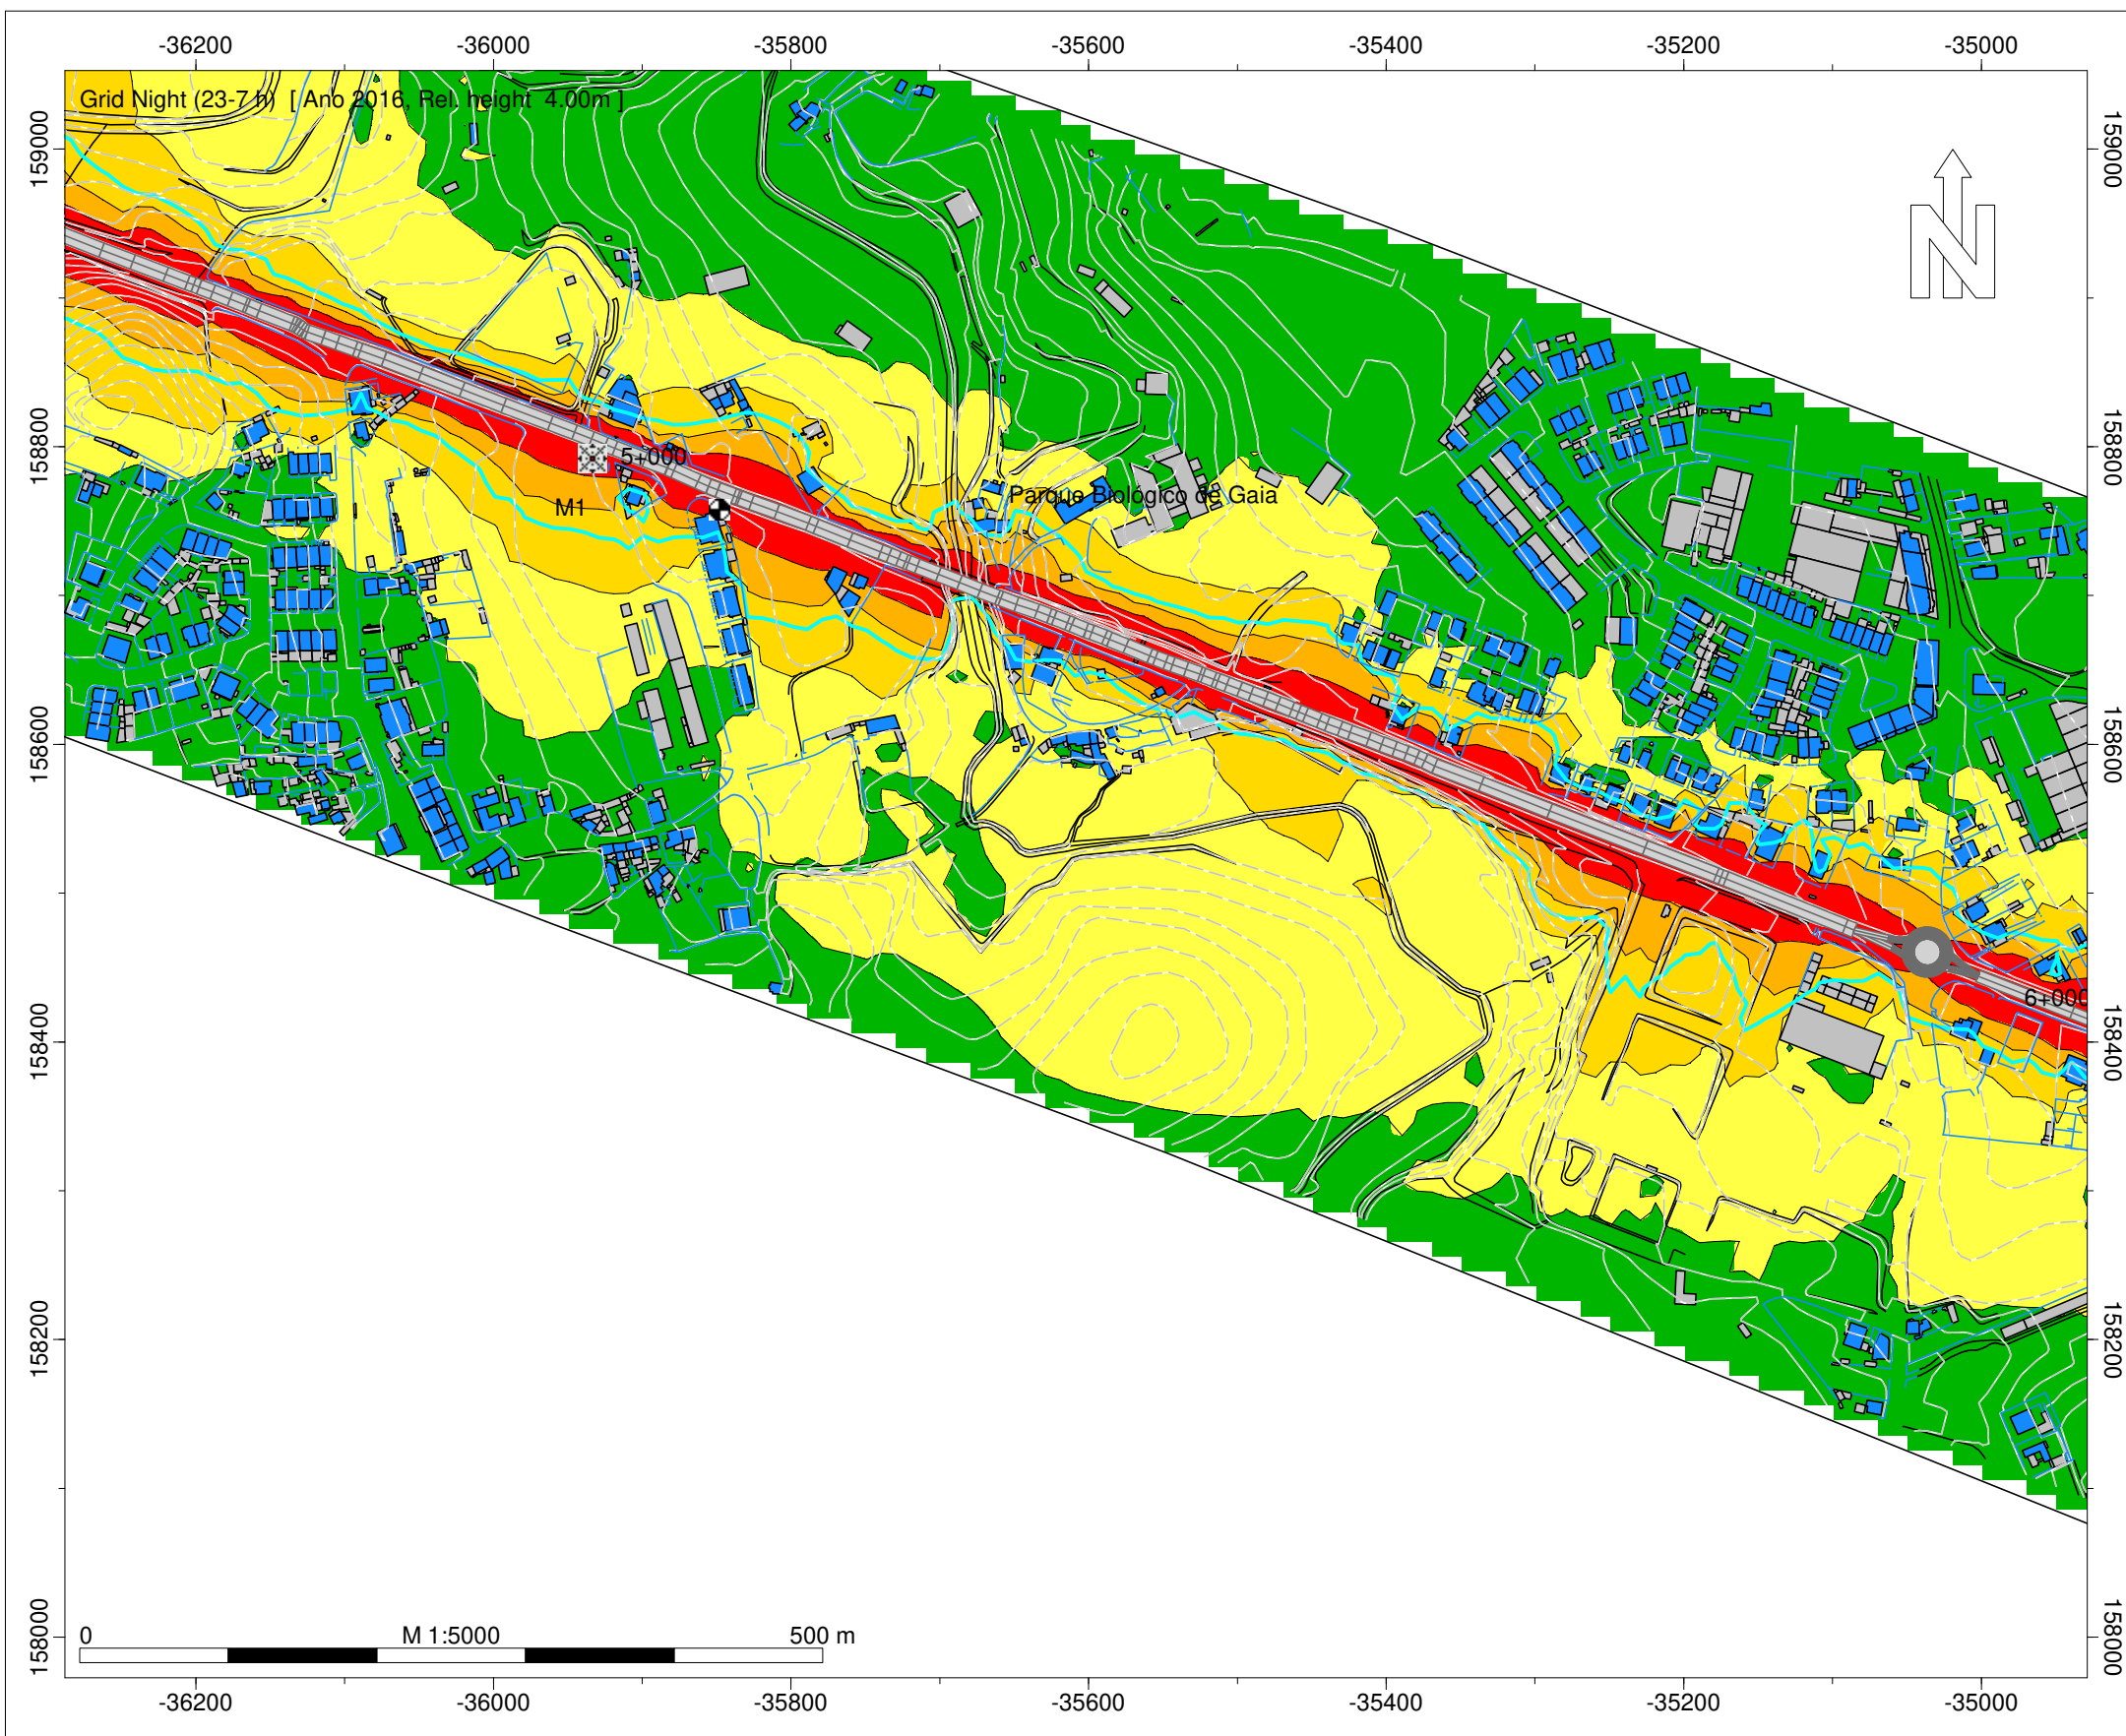 -36200 -36000 -35800 -35600 -35400 -35200 -35000
Grid Night (23-7 h) [ Ano 2016, Rel. height 4.00m ]
159000 159000
N
158800 158800
5+000
M1
Parque Biológico de Gaia
158600 158600
6+000
158400 158400
158200 158200
158000 158000
0 M 1:5000 500 m
-36200 -36000 -35800 -35600 -35400 -35200 -35000